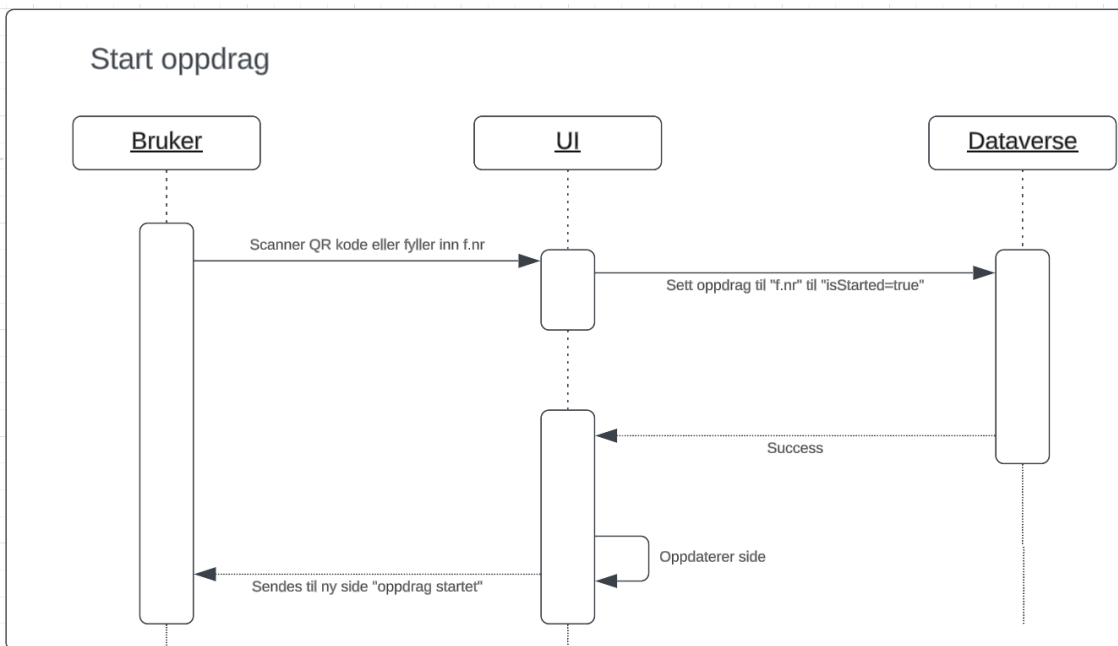 Start oppdrag
Bruker
UI
Dataverse
Scanner QR kode eller fyller inn f.nr
Sett oppdrag til "f.nr" til "isStarted=true"
Success
Oppdaterer side
Sendes til ny side "oppdrag startet"